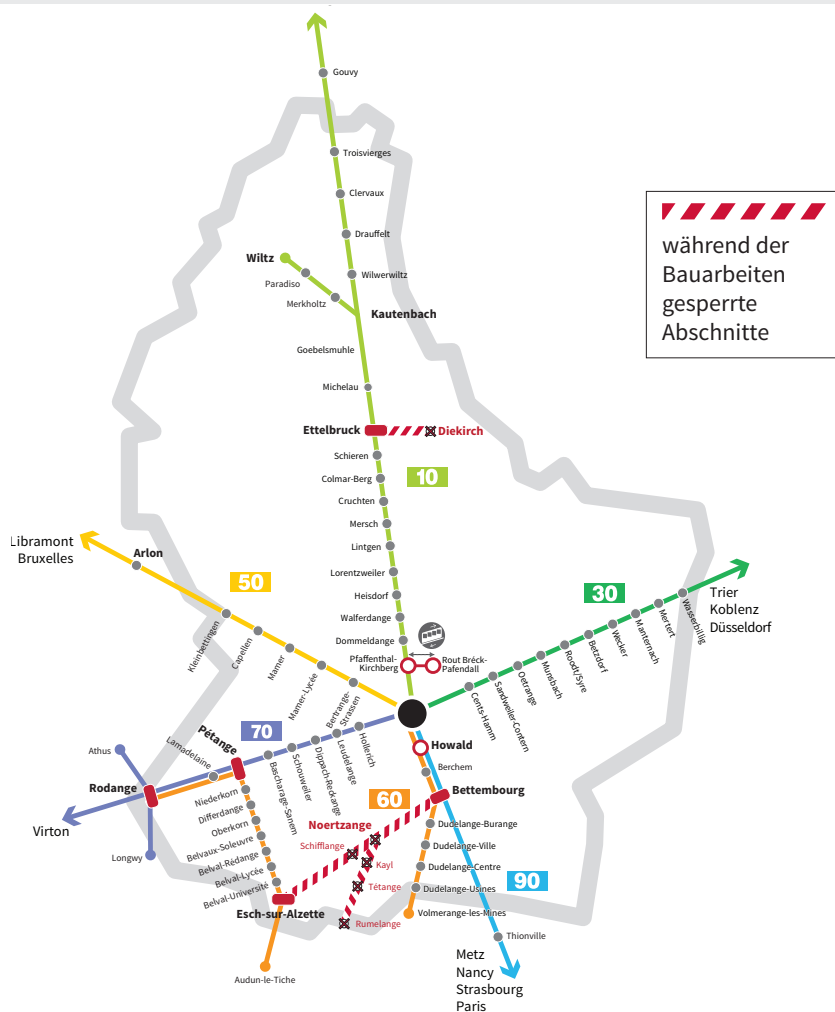 Gouvy
Troisvierges
Clervaux
Drauffelt
Wiltz
Paradiso
Wilwerwiltz
Merkholtz
Kautenbach
Goebelsmuhle
Michelau
Ettelbruck
Diekirch
Schieren
10
Colmar-Berg
Cruchten
Mersch
Lintgen
Lorentzweiler
Heisdorf
Walferdange
Dommeldange
Pfaffenthal-
Kirchberg
Rout Bréck-
Pafendall
während der
Bauarbeiten
gesperrte
Abschnitte
Libramont
Bruxelles
Arlon
50
Kleinbettingen
Capellen
Mamer
Mamer-Lycée
Bertrange-
Strassen
30
Trier
Koblenz
Düsseldorf
Cents-Hamm
Sandweiler-Contern
Oetrange
Munsbach
Roodt/Syre
Betzdorf
Wecker
Manternach
Mertert
Wasserbillig
70
Athus
Lamadelaine
Pétange
Rodange
Virton
Longwy
Bascharage-Sanem
Schouweiler
Dippach-Reckange
Leudelange
Hollerich
Howald
Berchem
Bettembourg
60
Niederkorn
Differdange
Oberkorn
Belvaux-Soleuvre
Belval-Rédange
Belval-Lycée
Belval-Université
Esch-sur-Alzette
Audun-le-Tiche
Noertzange
Schifflange
Kayl
Tétange
Rumelange
Dudelange-Burange
Dudelange-Ville
Dudelange-Centre
Dudelange-Usines
Volmerange-les-Mines
90
Thionville
Metz
Nancy
Strasbourg
Paris